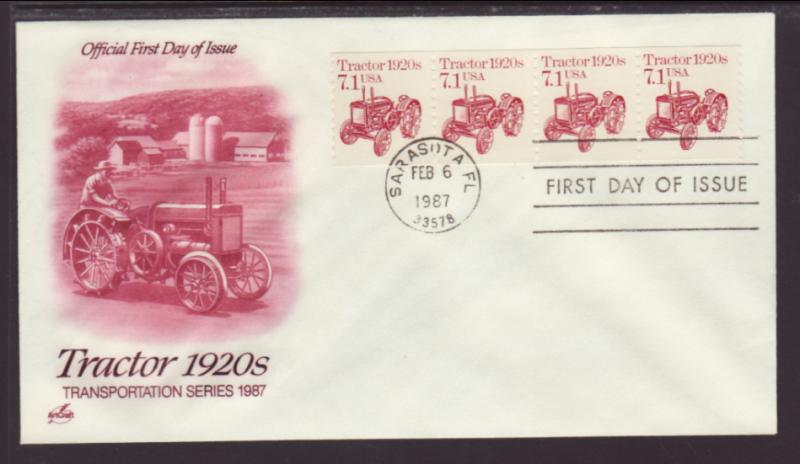 Official First Day of Issue
Tractor 1920s
7.1 USA
Tractor 1920s
7.1 USA
Tractor 1920s
7.1 USA
Tractor 1920s
7.1 USA
SARASOTA FL
FEB 6
1987
33578
FIRST DAY OF ISSUE
Tractor 1920s
TRANSPORTATION SERIES 1987
ArtCraft